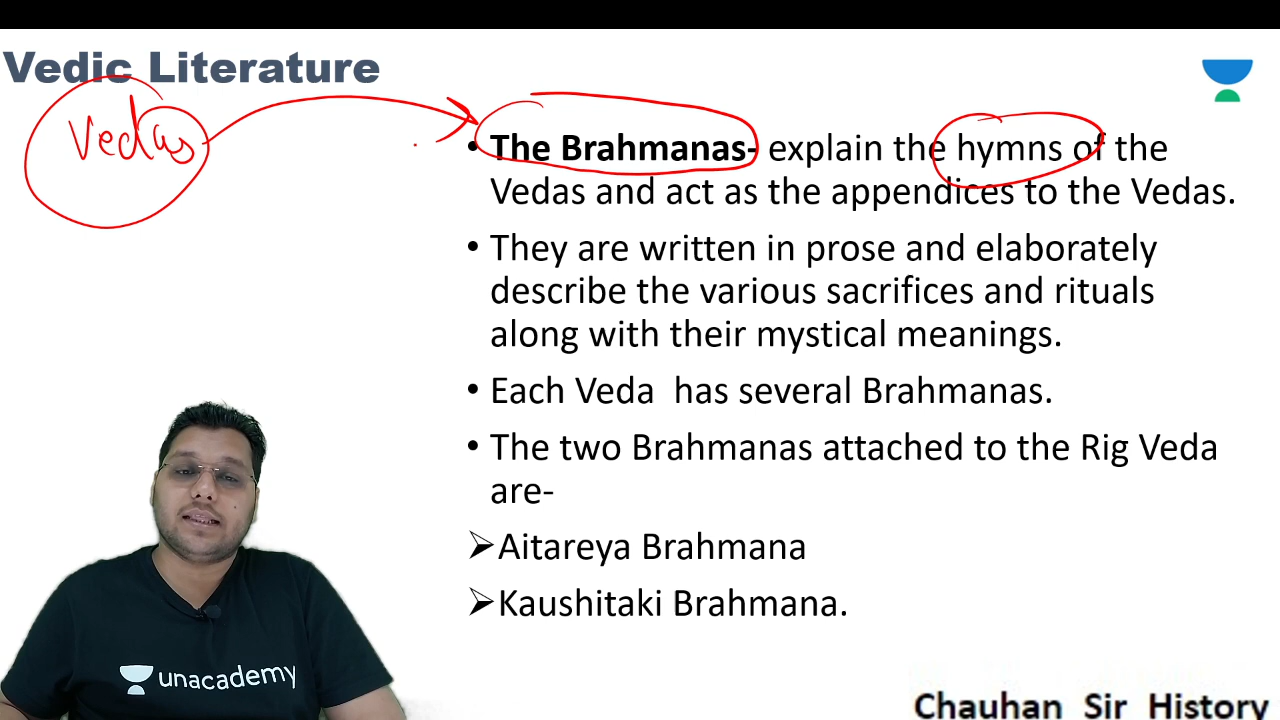 Vedic Literature
Vedas
• The Brahmanas- explain the hymns of the
Vedas and act as the appendices to the Vedas.
• They are written in prose and elaborately
describe the various sacrifices and rituals
along with their mystical meanings.
• Each Veda has several Brahmanas.
• The two Brahmanas attached to the Rig Veda
are-
➢Aitareya Brahmana
➢Kaushitaki Brahmana.
unacademy
Chauhan Sir History